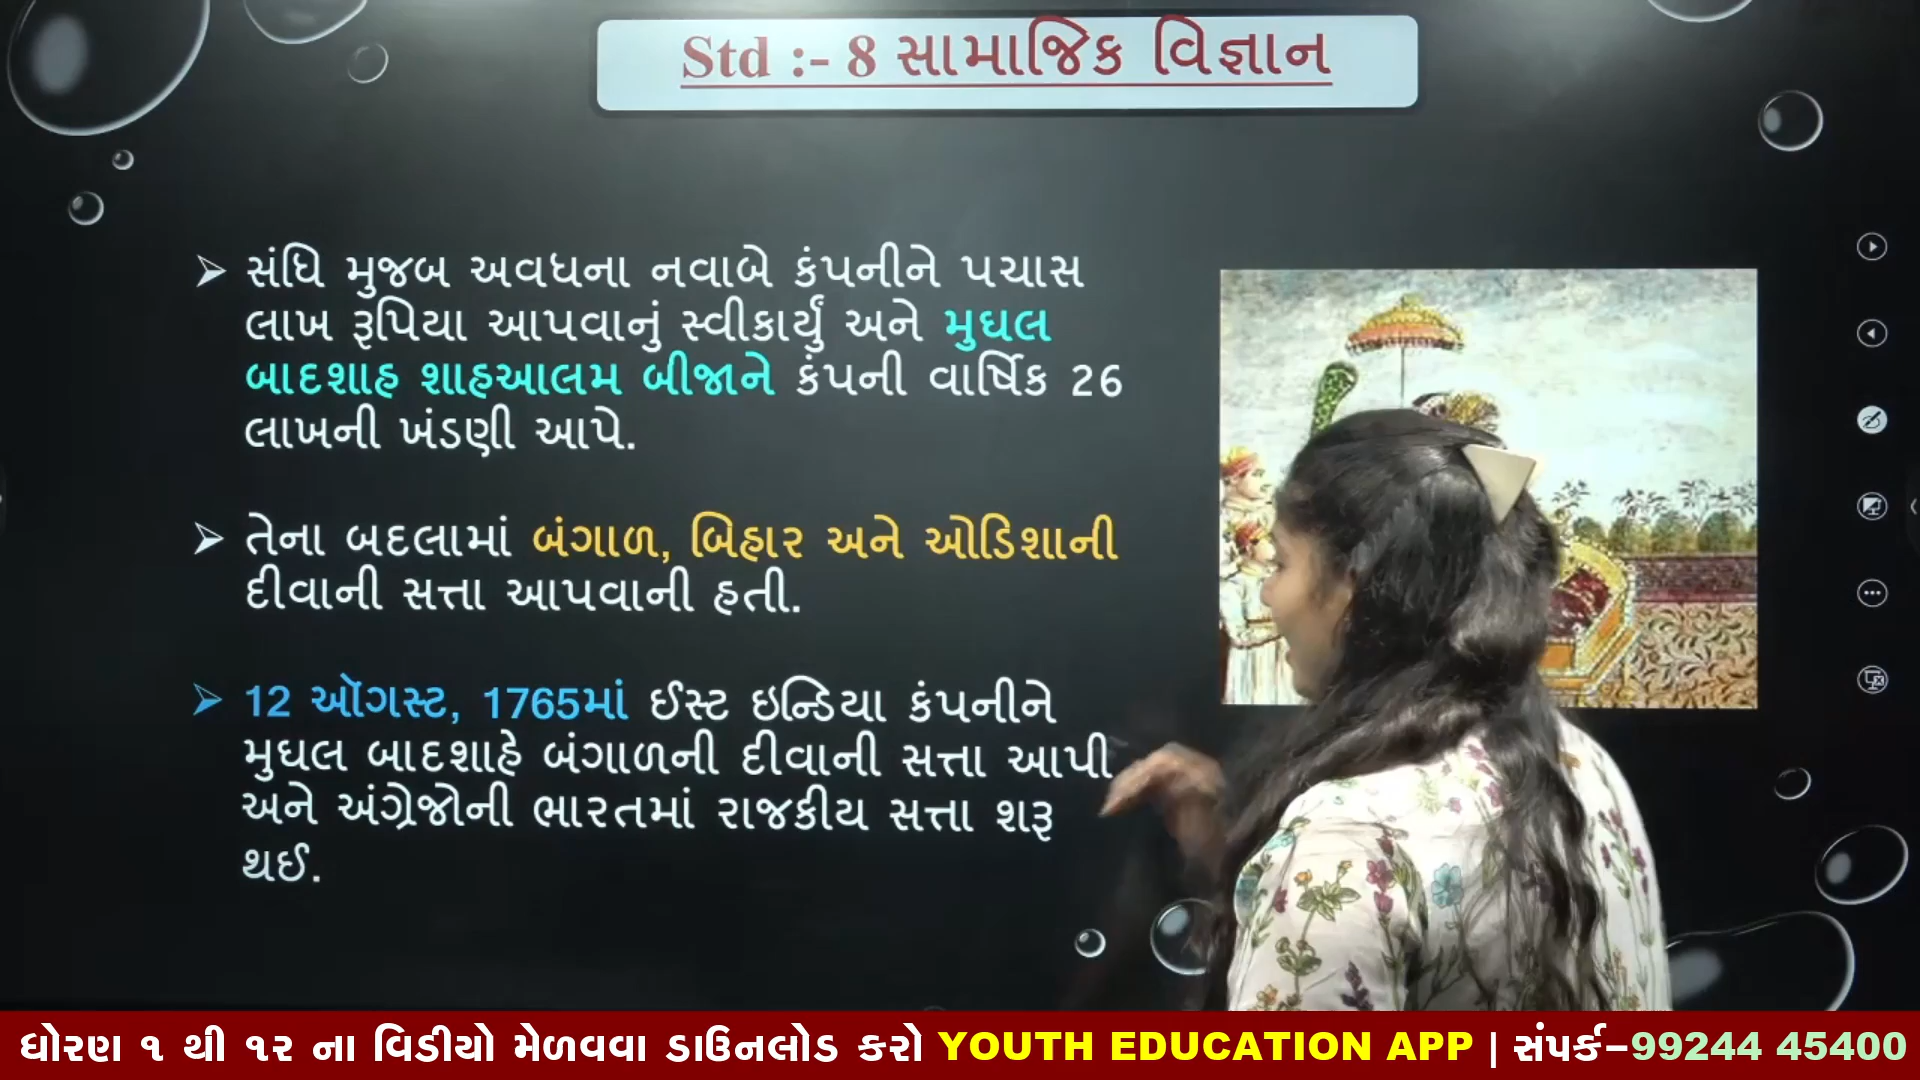 Std :- 8 સામાજિક વિજ્ઞાન
➢ સંધિ મુજબ અવધના નવાબે કંપનીને પચાસ
લાખ રૂપિયા આપવાનું સ્વીકાર્યું અને મુઘલ
બાદશાહ શાહઆલમ બીજાને કંપની વાર્ષિક 26
લાખની ખંડણી આપે.
➢ તેના બદલામાં બંગાળ, બિહાર અને ઓડિશાની
દીવાની સત્તા આપવાની હતી.
➢ 12 ઑગસ્ટ, 1765માં ઈસ્ટ ઇન્ડિયા કંપનીને
મુઘલ બાદશાહે બંગાળની દીવાની સત્તા આપી
અને અંગ્રેજોની ભારતમાં રાજકીય સત્તા શરૂ
થઈ.
ધોરણ ૧ થી ૧૨ ના વિડીયો મેળવવા ડાઉનલોડ કરો YOUTH EDUCATION APP | સંપર્ક–99244 45400